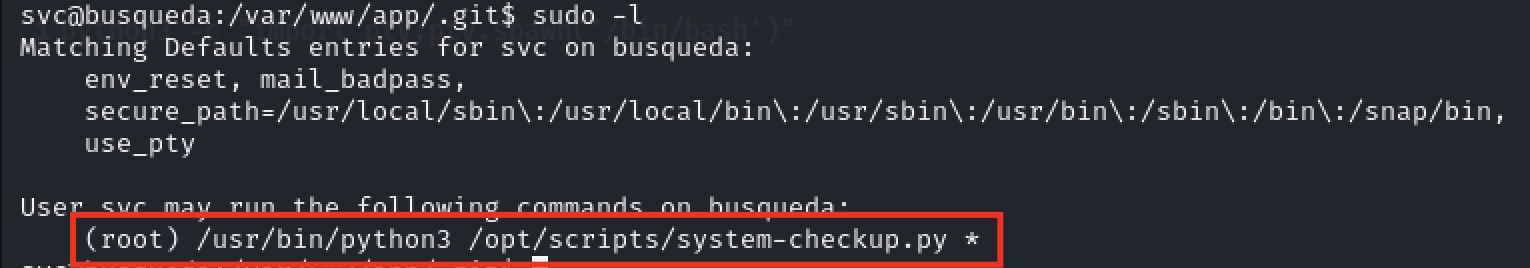 svc@busqueda:/var/www/app/.git$ sudo -l
Matching Defaults entries for svc on busqueda:
    env_reset, mail_badpass,
    secure_path=/usr/local/sbin\:/usr/local/bin\:/usr/sbin\:/usr/bin\:/sbin\:/bin\:/snap/bin,
    use_pty
User svc may run the following commands on busqueda:
    (root) /usr/bin/python3 /opt/scripts/system-checkup.py *